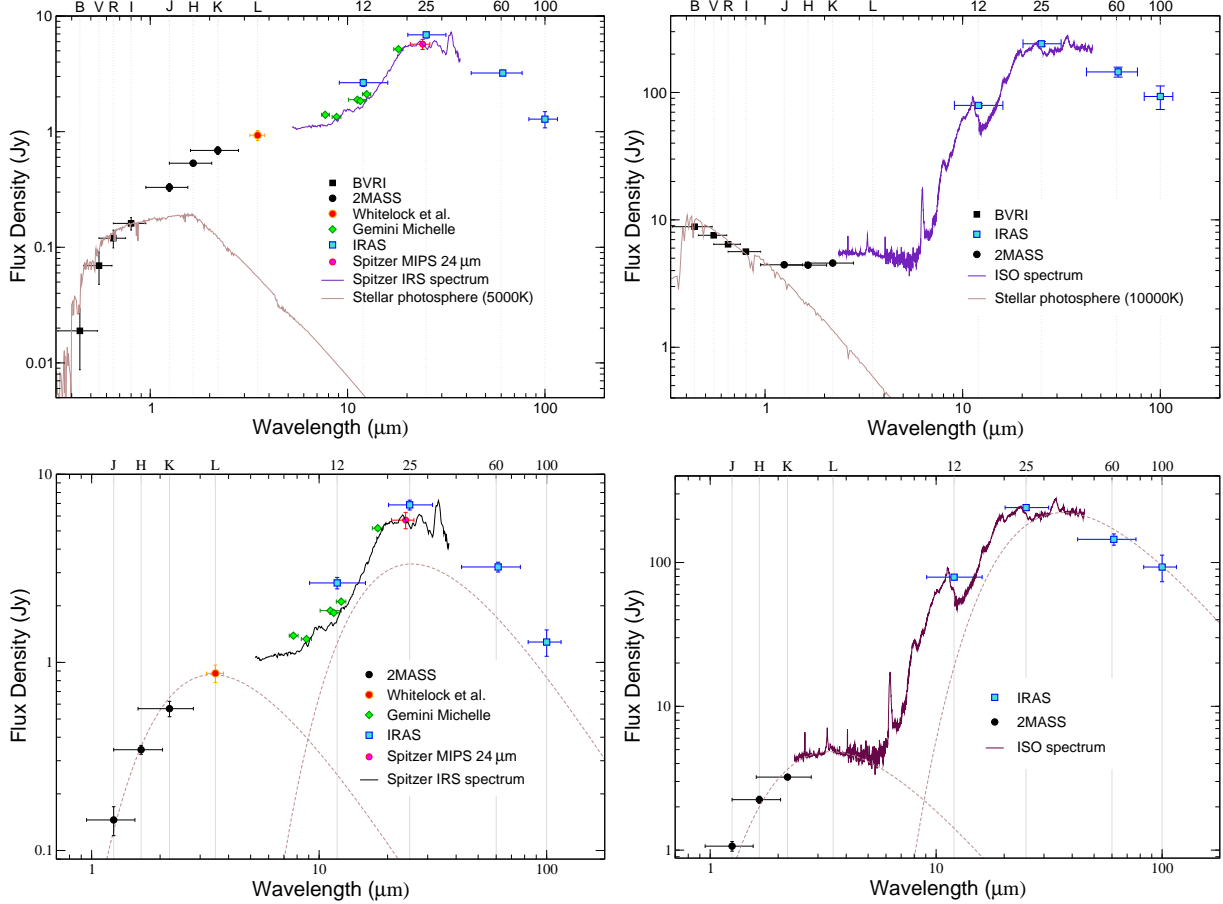 B V R I J H K L 12 25 60 100
10
1
0.1
0.01
Flux Density (Jy)
BVRI
2MASS
Whitelock et al.
Gemini Michelle
IRAS
Spitzer MIPS 24 μm
Spitzer IRS spectrum
Stellar photosphere (5000K)
1 10 100
Wavelength (μm)
B V R I J H K L 12 25 60 100
100
10
1
Flux Density (Jy)
BVRI
IRAS
2MASS
ISO spectrum
Stellar photosphere (10000K)
1 10 100
Wavelength (μm)
J H K L 12 25 60 100
10
1
0.1
Flux Density (Jy)
2MASS
Whitelock et al.
Gemini Michelle
IRAS
Spitzer MIPS 24 μm
Spitzer IRS spectrum
1 10 100
Wavelength (μm)
J H K L 12 25 60 100
100
10
1
Flux Density (Jy)
IRAS
2MASS
ISO spectrum
1 10 100
Wavelength (μm)